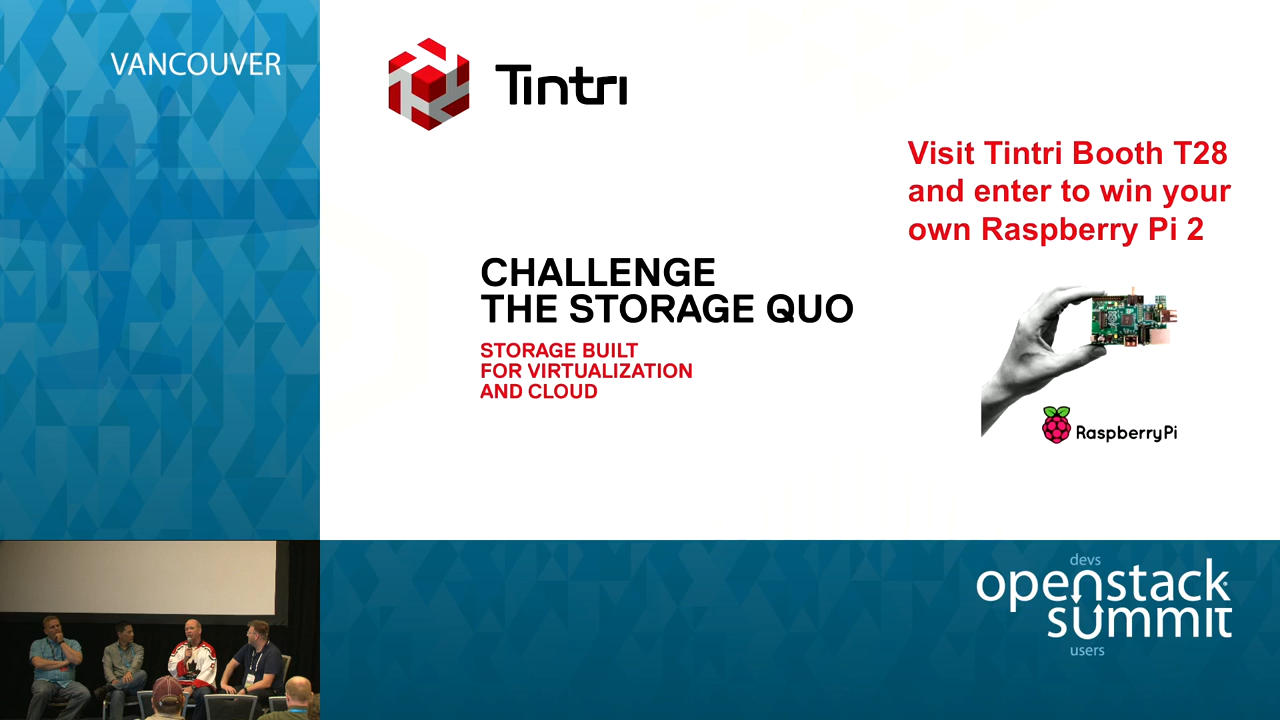 VANCOUVER
Tintri
Visit Tintri Booth T28
and enter to win your
own Raspberry Pi 2
CHALLENGE
THE STORAGE QUO
STORAGE BUILT
FOR VIRTUALIZATION
AND CLOUD
RaspberryPi
devs
openstack
summit
users